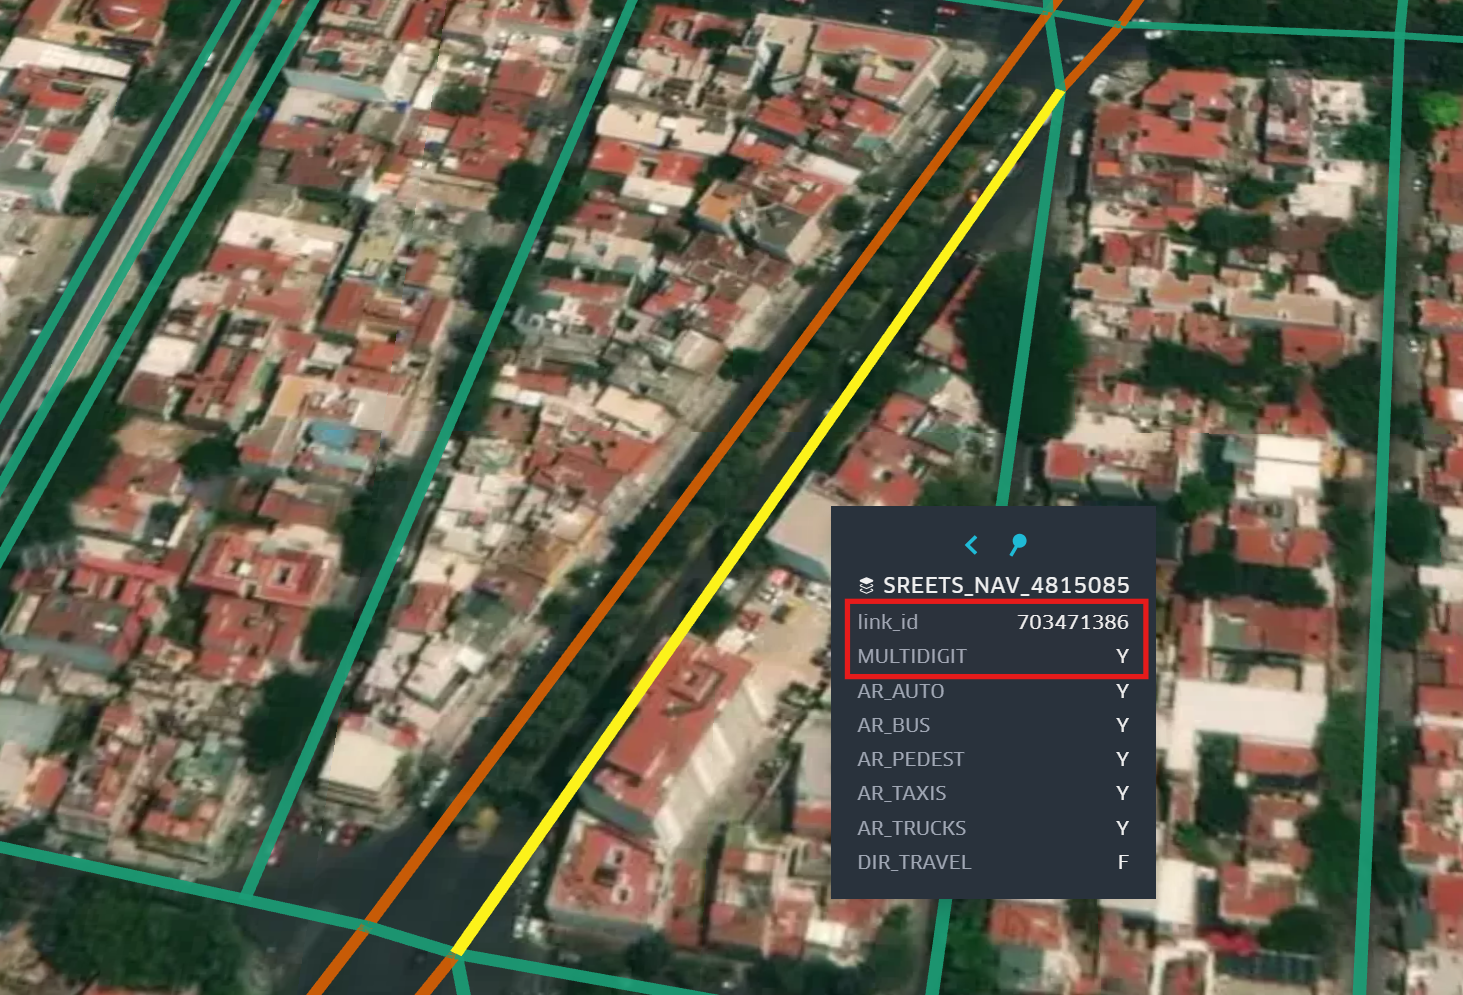 SREETS_NAV_4815085
link_id 703471386
MULTIDIGIT Y
AR_AUTO Y
AR_BUS Y
AR_PEDEST Y
AR_TAXIS Y
AR_TRUCKS Y
DIR_TRAVEL F